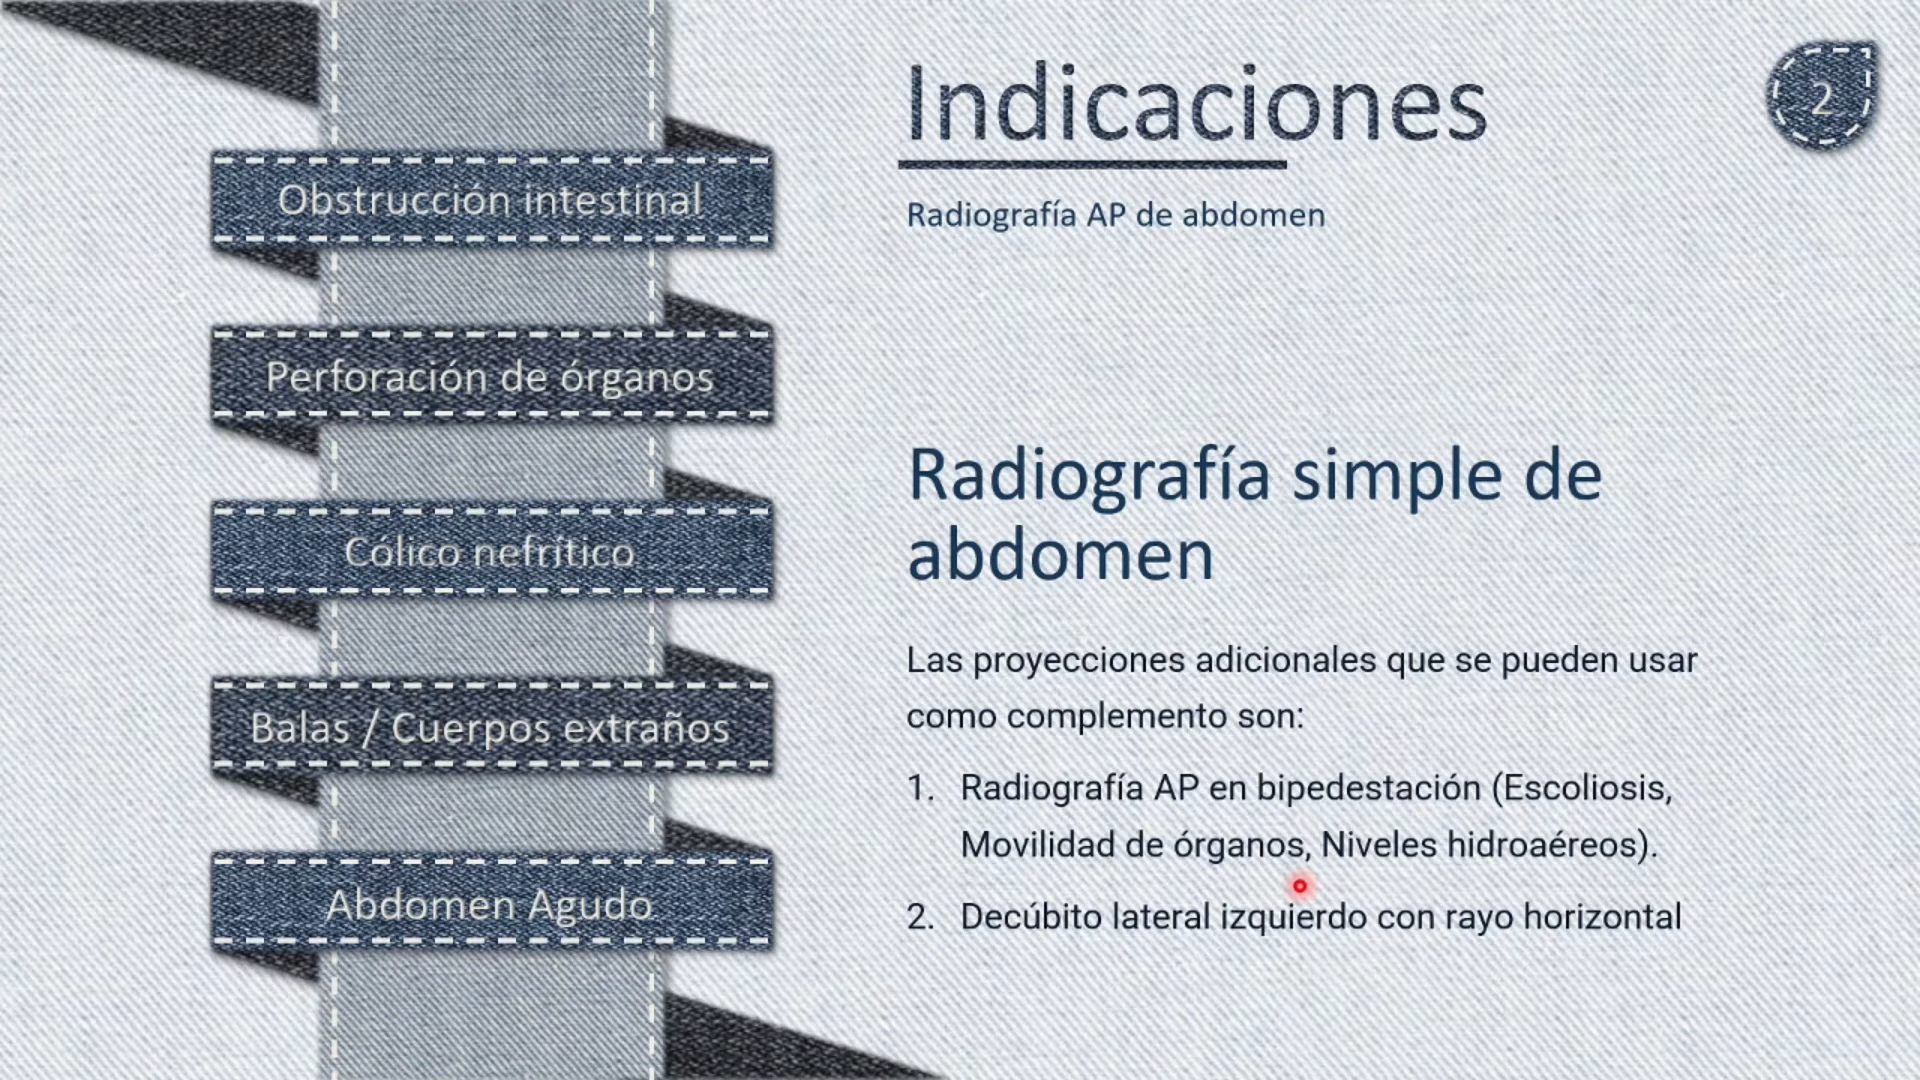 Indicaciones
2
Radiografía AP de abdomen
Obstrucción intestinal
Perforación de órganos
Cólico nefrítico
Balas / Cuerpos extraños
Abdomen Agudo
Radiografía simple de
abdomen
Las proyecciones adicionales que se pueden usar
como complemento son:
1. Radiografía AP en bipedestación (Escoliosis,
Movilidad de órganos, Niveles hidroaéreos).
2. Decúbito lateral izquierdo con rayo horizontal